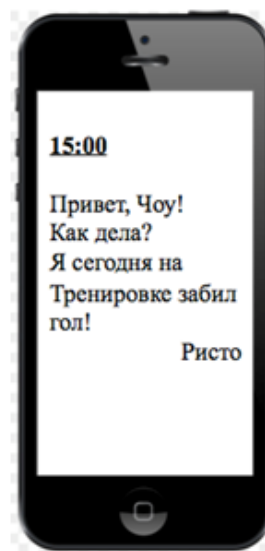 15:00
Привет, Чоу!
Как дела?
Я сегодня на
Тренировке забил
гол!
Ристо